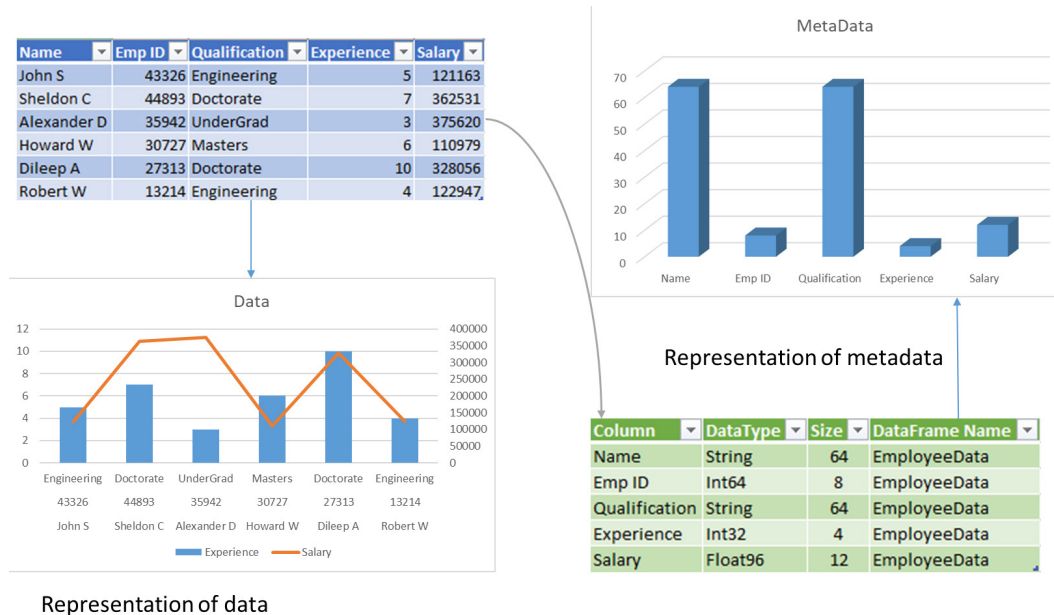 Name Emp ID Qualification Experience Salary
John S 43326 Engineering 5 121163
Sheldon C 44893 Doctorate 7 362531
Alexander D 35942 UnderGrad 3 375620
Howard W 30727 Masters 6 110979
Dileep A 27313 Doctorate 10 328056
Robert W 13214 Engineering 4 122947
MetaData
70
60
50
40
30
20
10
0
Name Emp ID Qualification Experience Salary
Data
12 400000
10 350000
300000
8 250000
6 200000
4 150000
100000
2 50000
0 0
Engineering Doctorate UnderGrad Masters Doctorate Engineering
43326 44893 35942 30727 27313 13214
John S Sheldon C Alexander D Howard W Dileep A Robert W
Experience Salary
Representation of data
Representation of metadata
Column DataType Size DataFrame Name
Name String 64 EmployeeData
Emp ID Int64 8 EmployeeData
Qualification String 64 EmployeeData
Experience Int32 4 EmployeeData
Salary Float96 12 EmployeeData